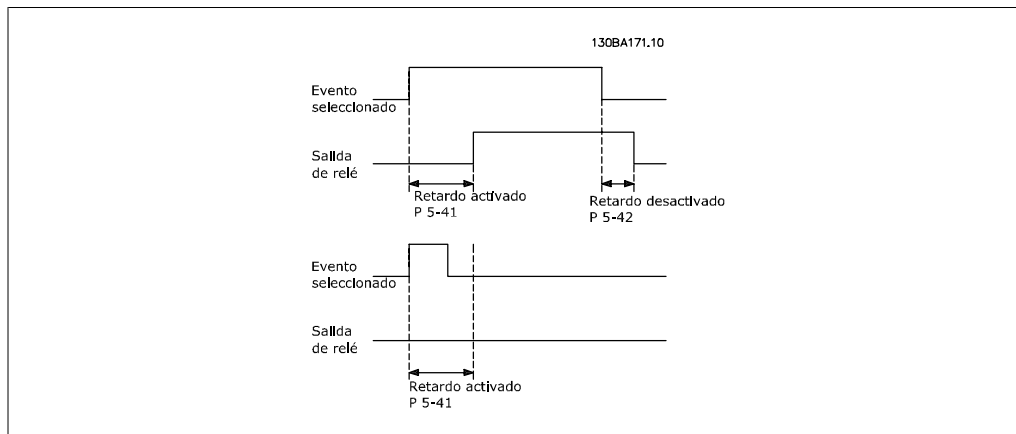 130BA171.10
Evento
seleccionado
Salida
de relé
Retardo activado
P 5-41
Retardo desactivado
P 5-42
Evento
seleccionado
Salida
de relé
Retardo activado
P 5-41